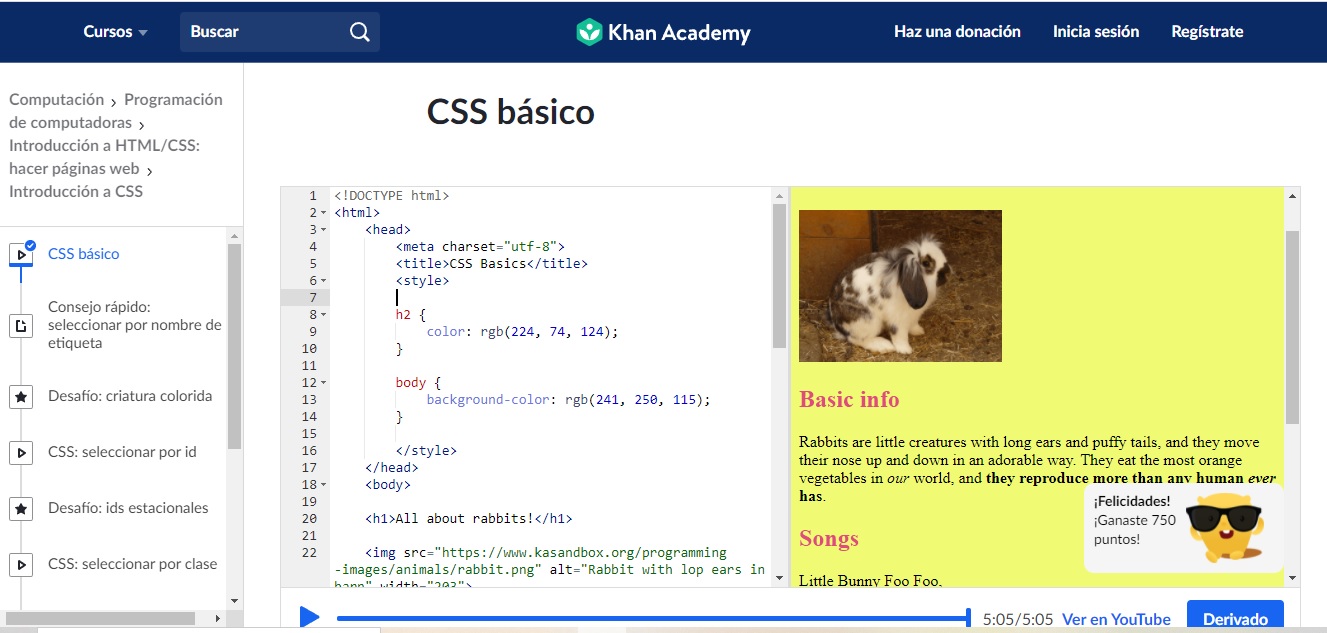 Cursos
Buscar
Khan Academy
Haz una donación
Inicia sesión
Regístrate
Computación › Programación
de computadoras ›
Introducción a HTML/CSS:
hacer páginas web ›
Introducción a CSS
CSS básico
Consejo rápido:
seleccionar por nombre de
etiqueta
Desafío: criatura colorida
CSS: seleccionar por id
Desafío: ids estacionales
CSS: seleccionar por clase
CSS básico
1 <!DOCTYPE html>
2 <html>
3 <head>
4 <meta charset="utf-8">
5 <title>CSS Basics</title>
6 <style>
7
8 h2 {
9 color: rgb(224, 74, 124);
10 }
11
12 body {
13 background-color: rgb(241, 250, 115);
14 }
15
16 </style>
17 </head>
18 <body>
19
20 <h1>All about rabbits!</h1>
21
22 <img src="https://www.kasandbox.org/programming
-images/animals/rabbit.png" alt="Rabbit with lop ears in
barn" width="203">
Basic info
Rabbits are little creatures with long ears and puffy tails, and they move
their nose up and down in an adorable way. They eat the most orange
vegetables in our world, and they reproduce more than any human ever
has.
Songs
Little Bunny Foo Foo,
¡Felicidades!
¡Ganaste 750
puntos!
5:05/5:05
Ver en YouTube
Derivado